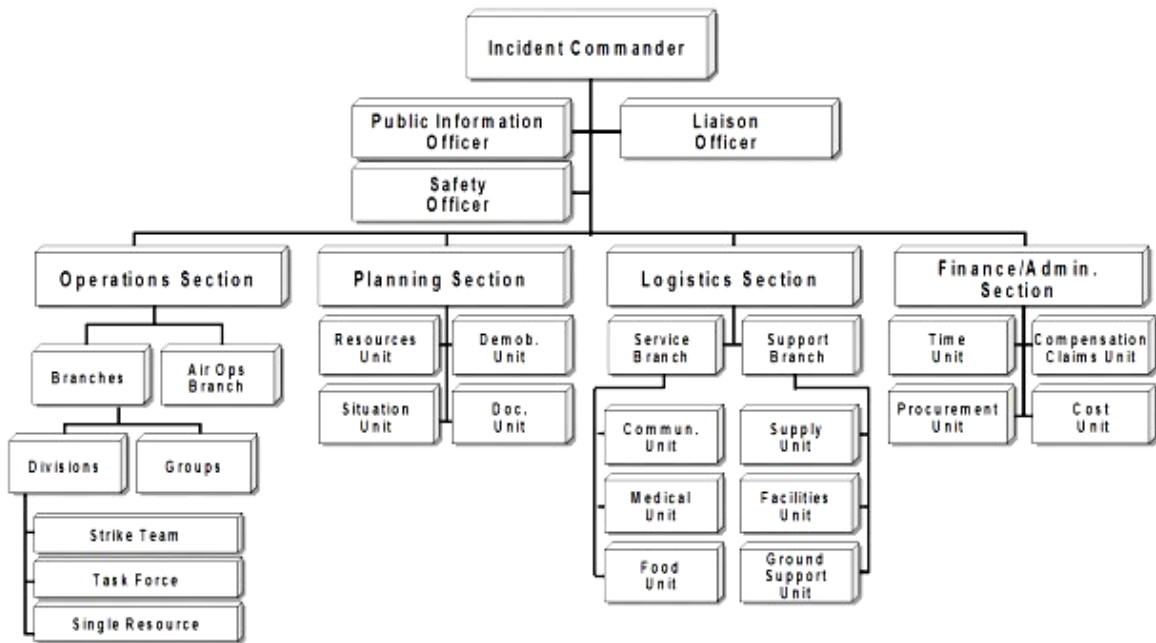 Incident Commander
Public Information
Officer
Liaison
Officer
Safety
Officer
Operations Section
Planning Section
Logistics Section
Finance/Admin.
Section
Branches
Air Ops
Branch
Resources
Unit
Demob.
Unit
Service
Branch
Support
Branch
Time
Unit
Compensation
Claims Unit
Situation
Unit
Doc.
Unit
Procurement
Unit
Cost
Unit
Divisions
Groups
Commun.
Unit
Supply
Unit
Medical
Unit
Facilities
Unit
Food
Unit
Ground
Support
Unit
Strike Team
Task Force
Single Resource